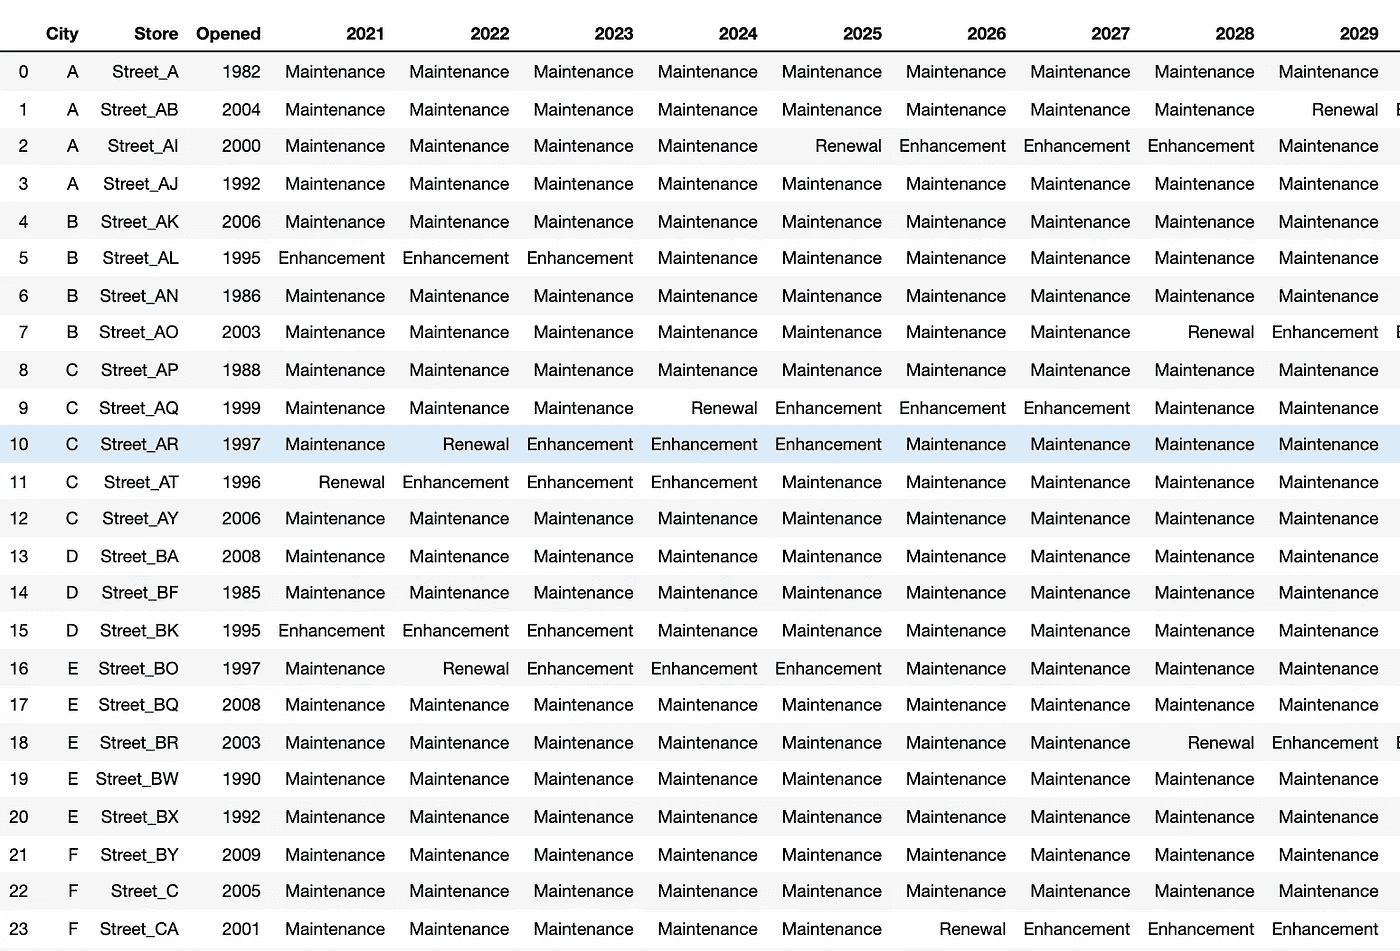 City Store Opened 2021 2022 2023 2024 2025 2026 2027 2028 2029
0 A Street_A 1982 Maintenance Maintenance Maintenance Maintenance Maintenance Maintenance Maintenance Maintenance Maintenance
1 A Street_AB 2004 Maintenance Maintenance Maintenance Maintenance Maintenance Maintenance Maintenance Maintenance Renewal
2 A Street_AI 2000 Maintenance Maintenance Maintenance Maintenance Renewal Enhancement Enhancement Enhancement Maintenance
3 A Street_AJ 1992 Maintenance Maintenance Maintenance Maintenance Maintenance Maintenance Maintenance Maintenance Maintenance
4 B Street_AK 2006 Maintenance Maintenance Maintenance Maintenance Maintenance Maintenance Maintenance Maintenance Maintenance
5 B Street_AL 1995 Enhancement Enhancement Enhancement Maintenance Maintenance Maintenance Maintenance Maintenance Maintenance
6 B Street_AN 1986 Maintenance Maintenance Maintenance Maintenance Maintenance Maintenance Maintenance Maintenance Maintenance
7 B Street_AO 2003 Maintenance Maintenance Maintenance Maintenance Maintenance Maintenance Maintenance Renewal Enhancement
8 C Street_AP 1988 Maintenance Maintenance Maintenance Maintenance Maintenance Maintenance Maintenance Maintenance Maintenance
9 C Street_AQ 1999 Maintenance Maintenance Maintenance Renewal Enhancement Enhancement Enhancement Maintenance Maintenance
10 C Street_AR 1997 Maintenance Renewal Enhancement Enhancement Enhancement Maintenance Maintenance Maintenance Maintenance
11 C Street_AT 1996 Renewal Enhancement Enhancement Enhancement Maintenance Maintenance Maintenance Maintenance Maintenance
12 C Street_AY 2006 Maintenance Maintenance Maintenance Maintenance Maintenance Maintenance Maintenance Maintenance Maintenance
13 D Street_BA 2008 Maintenance Maintenance Maintenance Maintenance Maintenance Maintenance Maintenance Maintenance Maintenance
14 D Street_BF 1985 Maintenance Maintenance Maintenance Maintenance Maintenance Maintenance Maintenance Maintenance Maintenance
15 D Street_BK 1995 Enhancement Enhancement Enhancement Maintenance Maintenance Maintenance Maintenance Maintenance Maintenance
16 E Street_BO 1997 Maintenance Renewal Enhancement Enhancement Enhancement Maintenance Maintenance Maintenance Maintenance
17 E Street_BQ 2008 Maintenance Maintenance Maintenance Maintenance Maintenance Maintenance Maintenance Maintenance Maintenance
18 E Street_BR 2003 Maintenance Maintenance Maintenance Maintenance Maintenance Maintenance Maintenance Renewal Enhancement
19 E Street_BW 1990 Maintenance Maintenance Maintenance Maintenance Maintenance Maintenance Maintenance Maintenance Maintenance
20 E Street_BX 1992 Maintenance Maintenance Maintenance Maintenance Maintenance Maintenance Maintenance Maintenance Maintenance
21 F Street_BY 2009 Maintenance Maintenance Maintenance Maintenance Maintenance Maintenance Maintenance Maintenance Maintenance
22 F Street_C 2005 Maintenance Maintenance Maintenance Maintenance Maintenance Maintenance Maintenance Maintenance Maintenance
23 F Street_CA 2001 Maintenance Maintenance Maintenance Maintenance Maintenance Renewal Enhancement Enhancement Enhancement